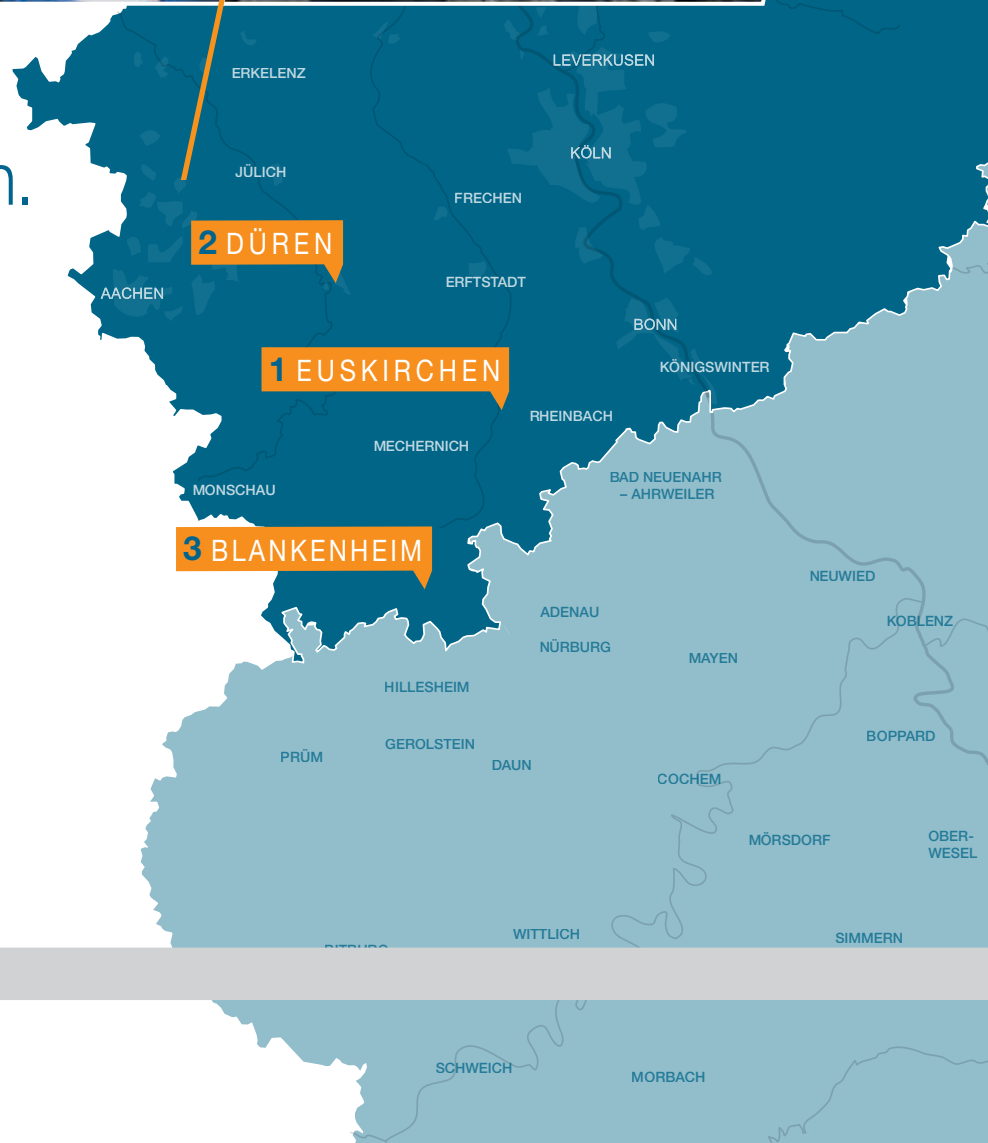 LEVERKUSEN
ERKELENZ
KÖLN
JÜLICH
n.
FRECHEN
2 DÜREN
ERFTSTADT
AACHEN
BONN
KÖNIGSWINTER
1 EUSKIRCHEN
RHEINBACH
MECHERNICH
BAD NEUENAHR
– AHRWEILER
MONSCHAU
3 BLANKENHEIM
NEUWIED
ADENAU
KOBLENZ
NÜRBURG
MAYEN
HILLESHEIM
BOPPARD
GEROLSTEIN
PRÜM
DAUN
COCHEM
MÖRSDORF
OBER-
WESEL
WITTLICH
SIMMERN
SCHWEICH
MORBACH